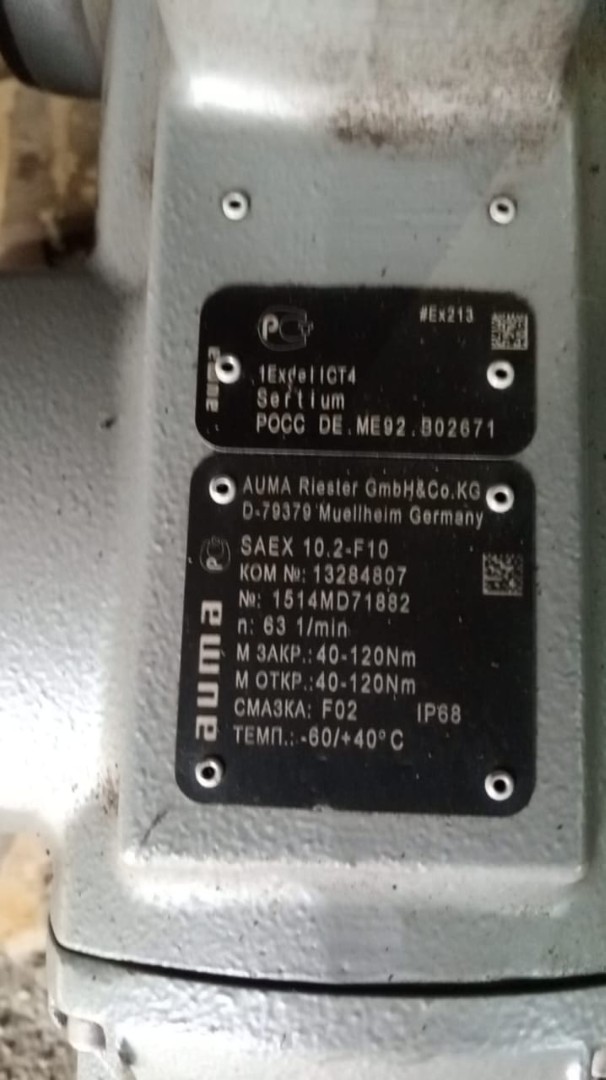 #Ex213
1ExdeIICT4
Sertium
РОСС DE.ME92.B02671
auma
AUMA Riester GmbH&Co.KG
D-79379 Muellheim Germany
SAEX 10.2-F10
КОМ №: 13284807
№: 1514MD71882
n: 63 1/min
М ЗАКР.: 40-120Nm
М ОТКР.: 40-120Nm
СМАЗКА: F02 IP68
ТЕМП.: -60/+40°C
auma